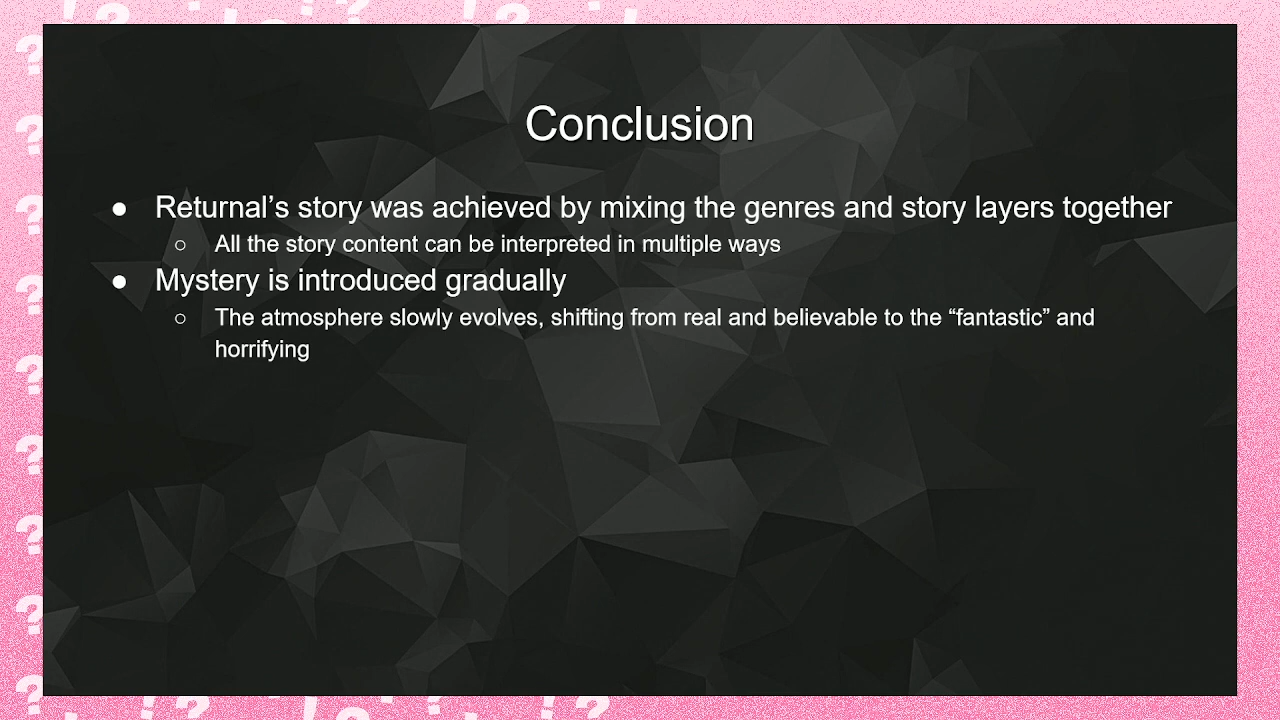 Conclusion
● Returnal’s story was achieved by mixing the genres and story layers together
○ All the story content can be interpreted in multiple ways
● Mystery is introduced gradually
○ The atmosphere slowly evolves, shifting from real and believable to the “fantastic” and
horrifying